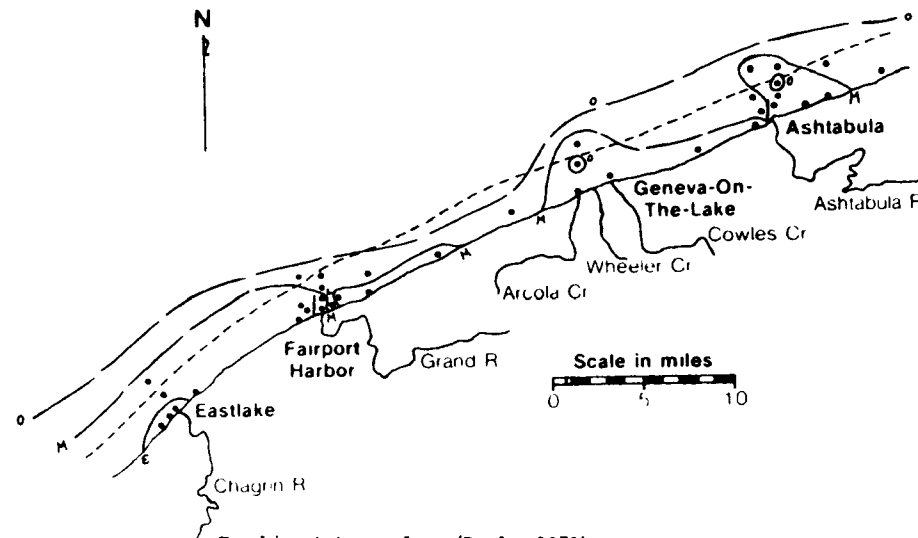 N
O
O
O
M
Ashtabula
Ashtabula R
O
Geneva-On-
The-Lake
M
Cowles Cr
Wheeler Cr
Arcola Cr
M
M
Fairport
Harbor
Grand R
Scale in miles
0 5 10
O
M
Eastlake
E
Chagrin R